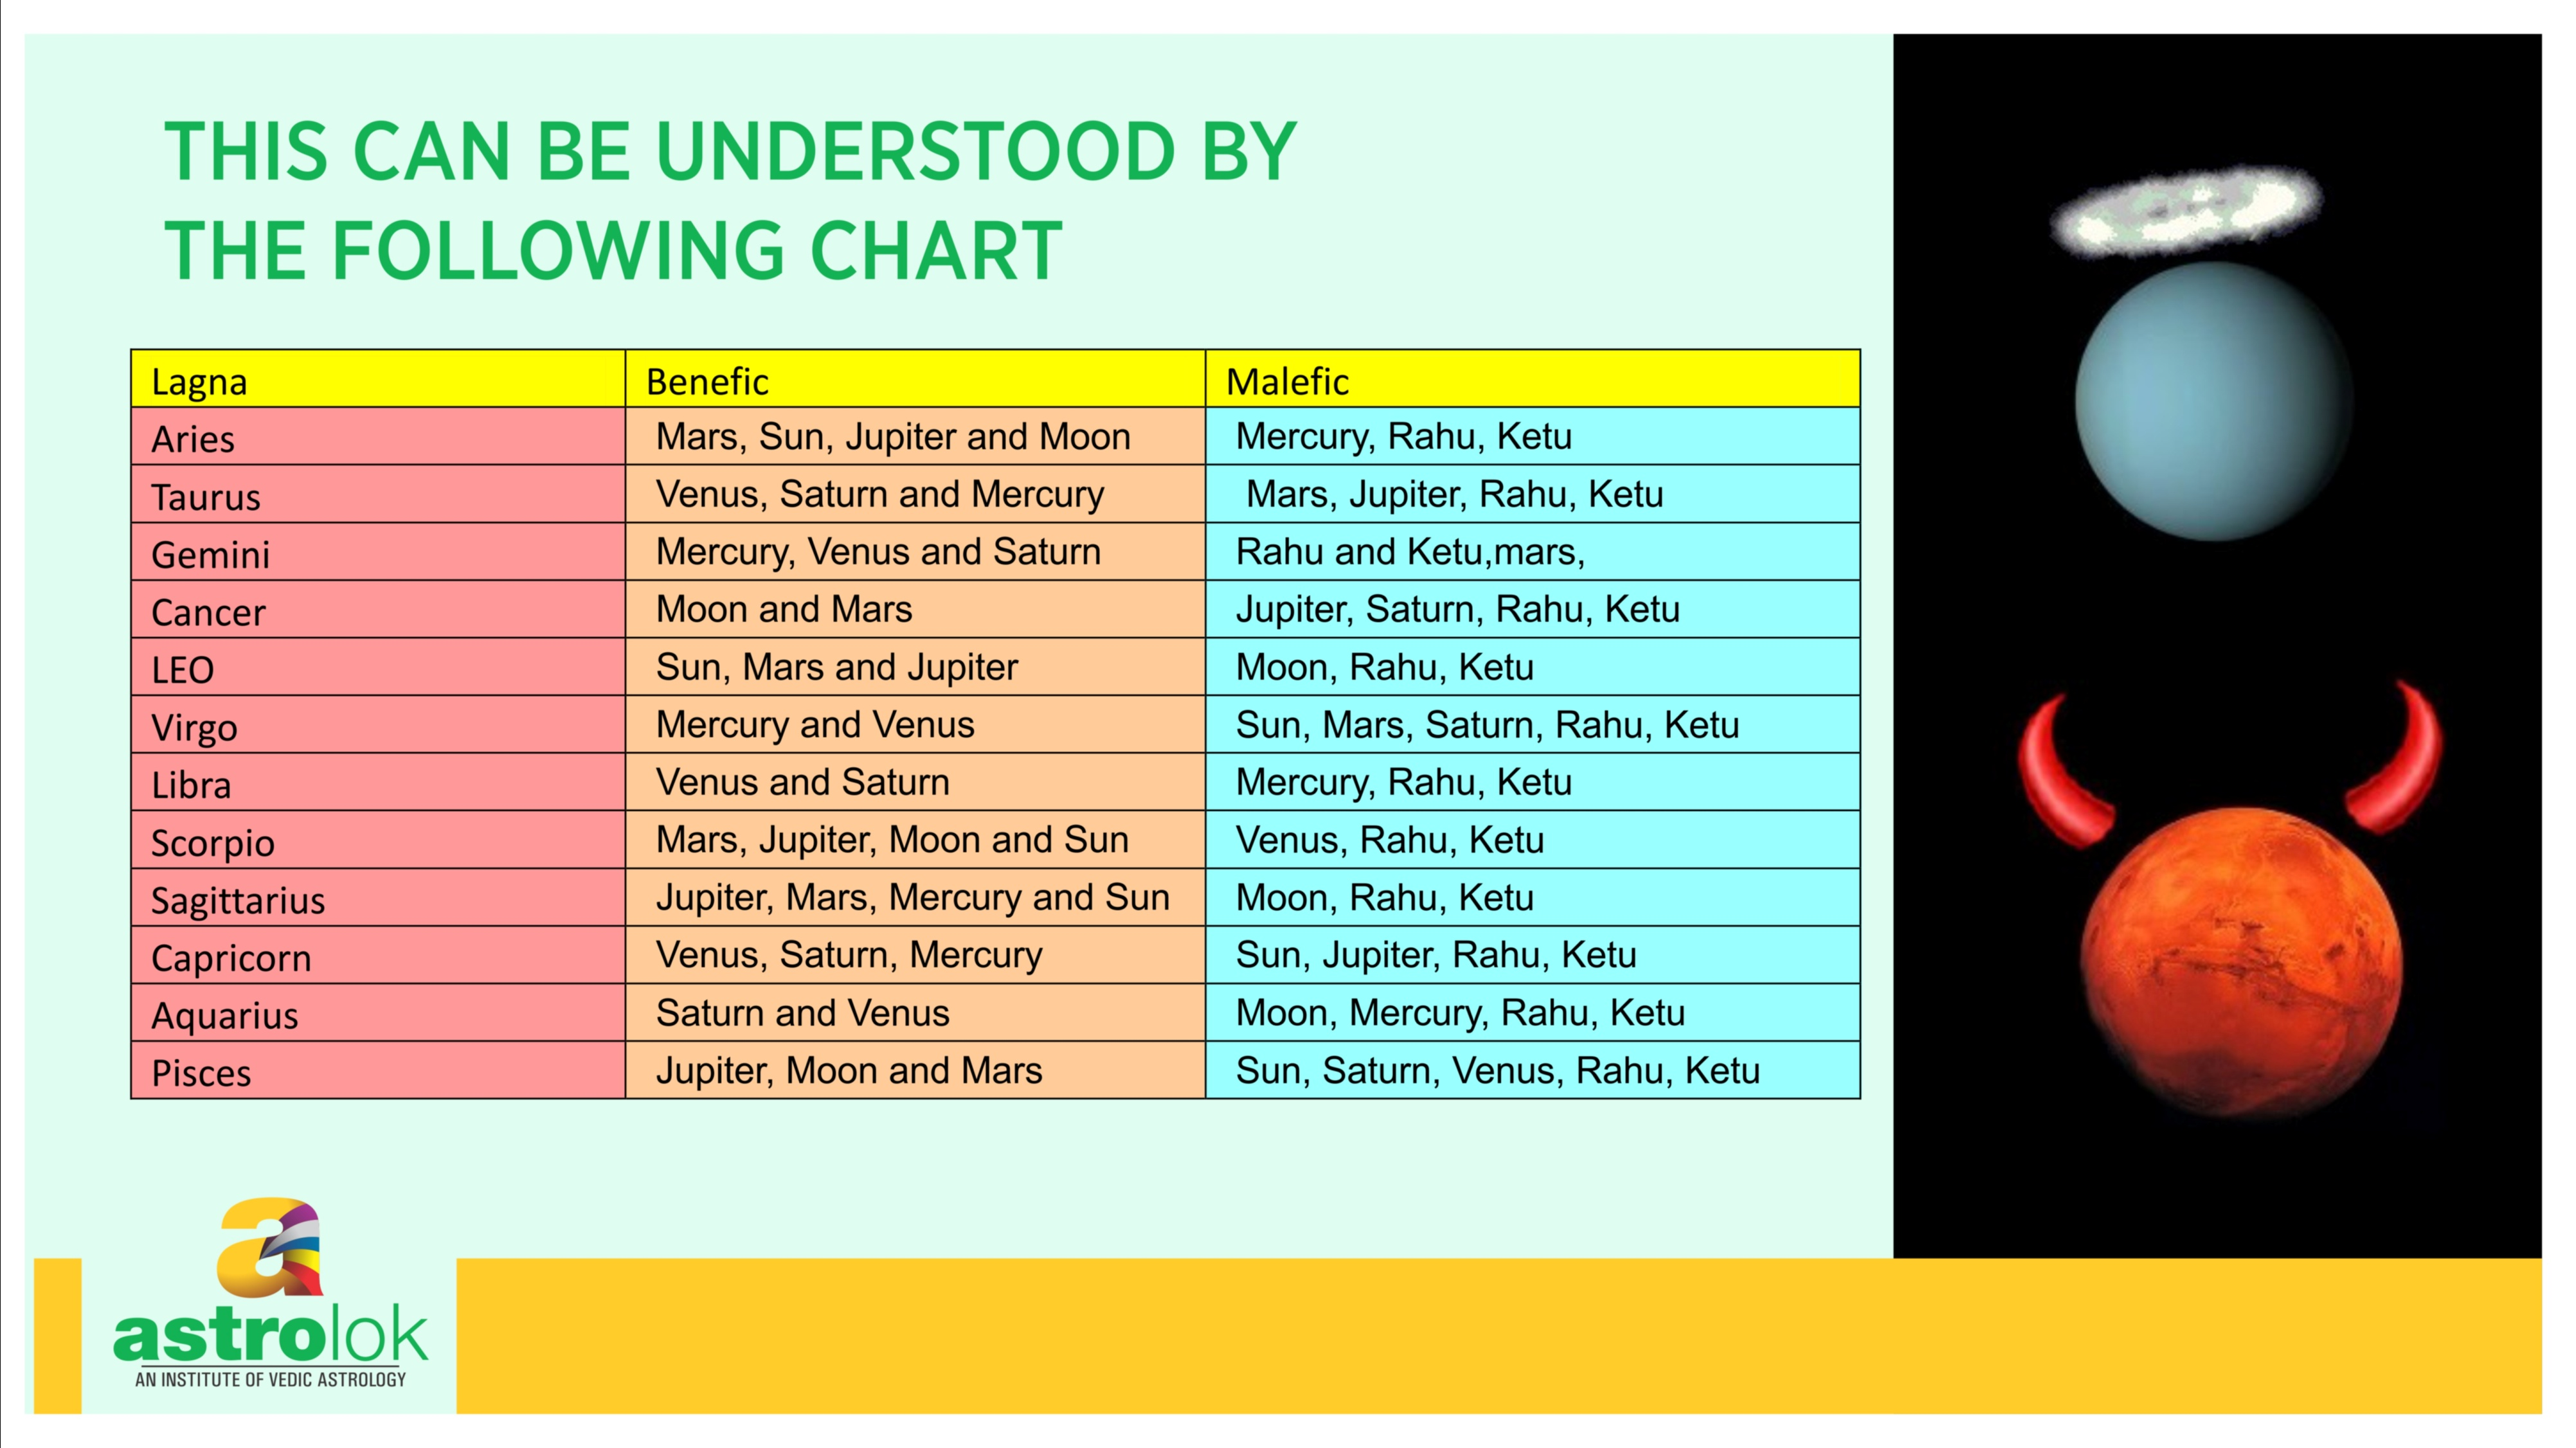 THIS CAN BE UNDERSTOOD BY
THE FOLLOWING CHART
Lagna Benefic Malefic
Aries Mars, Sun, Jupiter and Moon Mercury, Rahu, Ketu
Taurus Venus, Saturn and Mercury Mars, Jupiter, Rahu, Ketu
Gemini Mercury, Venus and Saturn Rahu and Ketu,mars,
Cancer Moon and Mars Jupiter, Saturn, Rahu, Ketu
LEO Sun, Mars and Jupiter Moon, Rahu, Ketu
Virgo Mercury and Venus Sun, Mars, Saturn, Rahu, Ketu
Libra Venus and Saturn Mercury, Rahu, Ketu
Scorpio Mars, Jupiter, Moon and Sun Venus, Rahu, Ketu
Sagittarius Jupiter, Mars, Mercury and Sun Moon, Rahu, Ketu
Capricorn Venus, Saturn, Mercury Sun, Jupiter, Rahu, Ketu
Aquarius Saturn and Venus Moon, Mercury, Rahu, Ketu
Pisces Jupiter, Moon and Mars Sun, Saturn, Venus, Rahu, Ketu
a
astrolok
AN INSTITUTE OF VEDIC ASTROLOGY